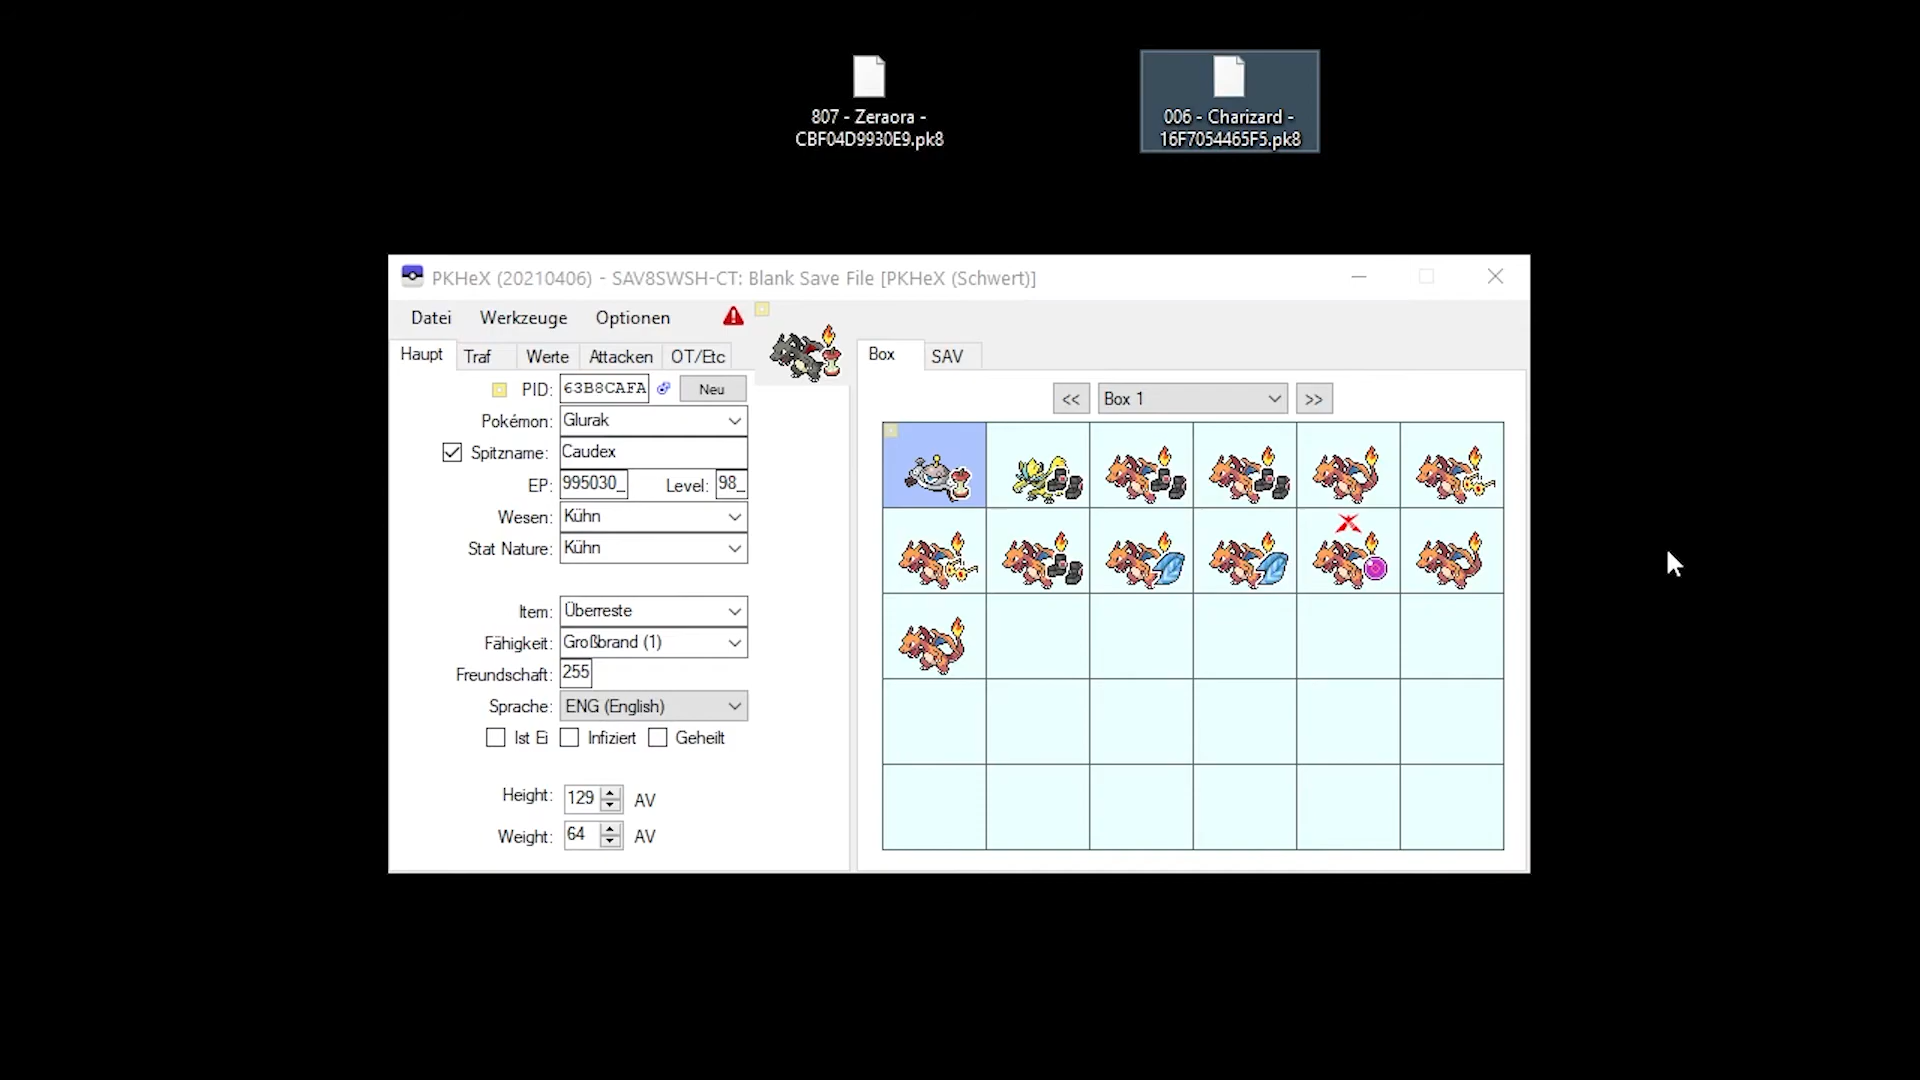 807 - Zeraora -
CBF04D9930E9.pk8
006 - Charizard -
16F7054465F5.pk8
PKHeX (20210406) - SAV8SWSH-CT: Blank Save File [PKHeX (Schwert)]
Datei Werkzeuge Optionen
Haupt Traf Werte Attacken OT/Etc
Box SAV
PID: 63B8CAFA Neu
<< Box 1 >>
Pokémon: Glurak
Spitzname: Caudex
EP: 995030_ Level: 98_
Wesen: Kühn
Stat Nature: Kühn
Item: Überreste
Fähigkeit: Großbrand (1)
Freundschaft: 255
Sprache: ENG (English)
Ist Ei Infiziert Geheilt
Height: 129 AV
Weight: 64 AV